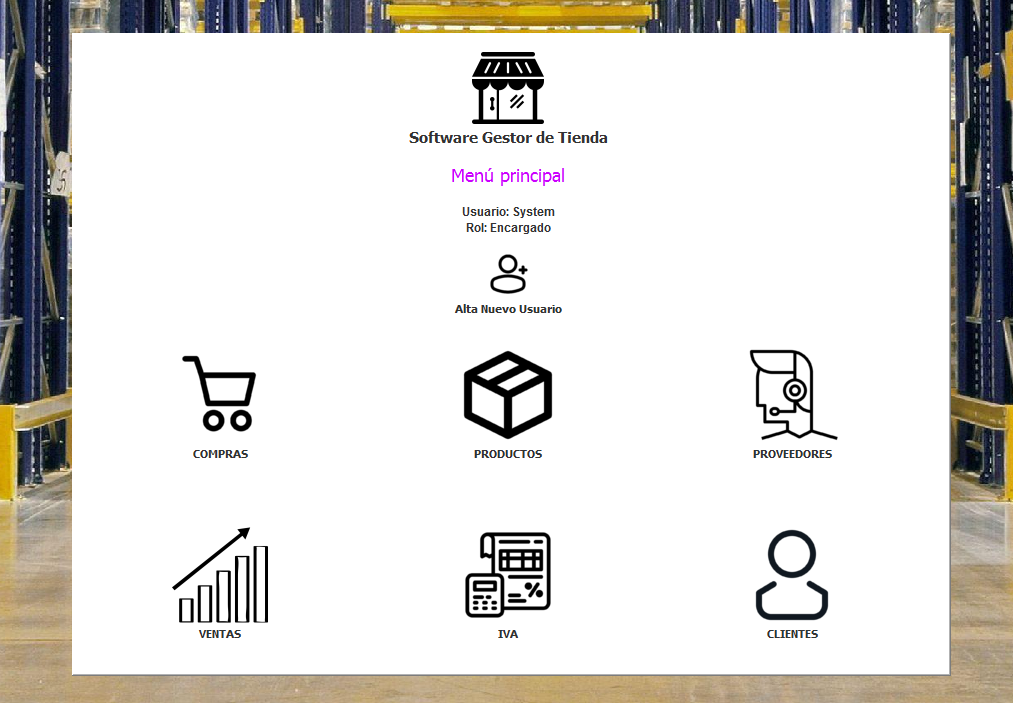 Software Gestor de Tienda
Menú principal
Usuario: System
Rol: Encargado
Alta Nuevo Usuario
COMPRAS
PRODUCTOS
PROVEEDORES
VENTAS
IVA
CLIENTES